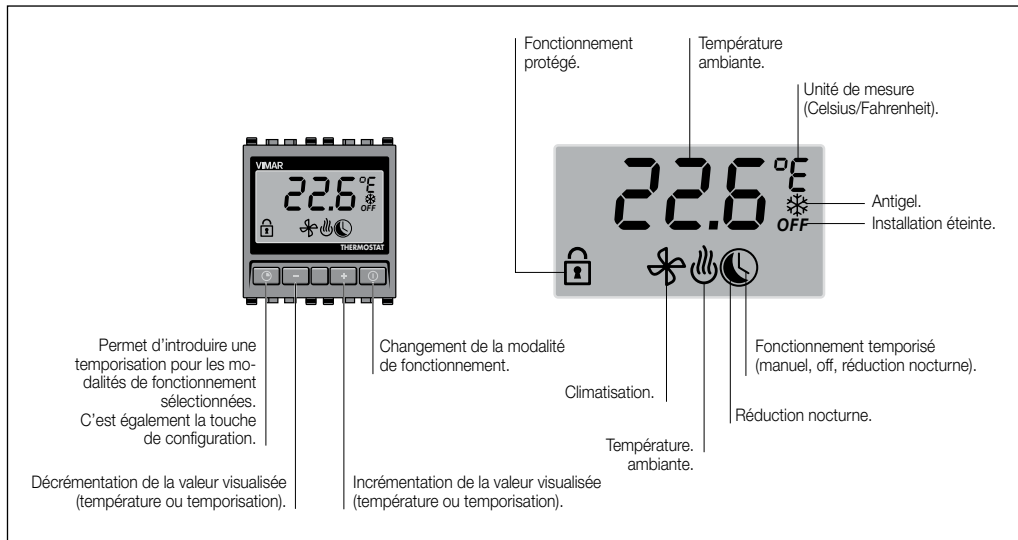 Fonctionnement
protégé.
Température
ambiante.
Unité de mesure
(Celsius/Fahrenheit).
VIMAR
22.6 °E
OFF
THERMOSTAT
- +
22.6 °E
OFF
Antigel.
Installation éteinte.
Permet d'introduire une
temporisation pour les mo-
dalités de fonctionnement
sélectionnées.
C'est également la touche
de configuration.
Changement de la modalité
de fonctionnement.
Climatisation.
Fonctionnement temporisé
(manuel, off, réduction nocturne).
Réduction nocturne.
Température.
ambiante.
Décrémentation de la valeur visualisée
(température ou temporisation).
Incrémentation de la valeur visualisée
(température ou temporisation).